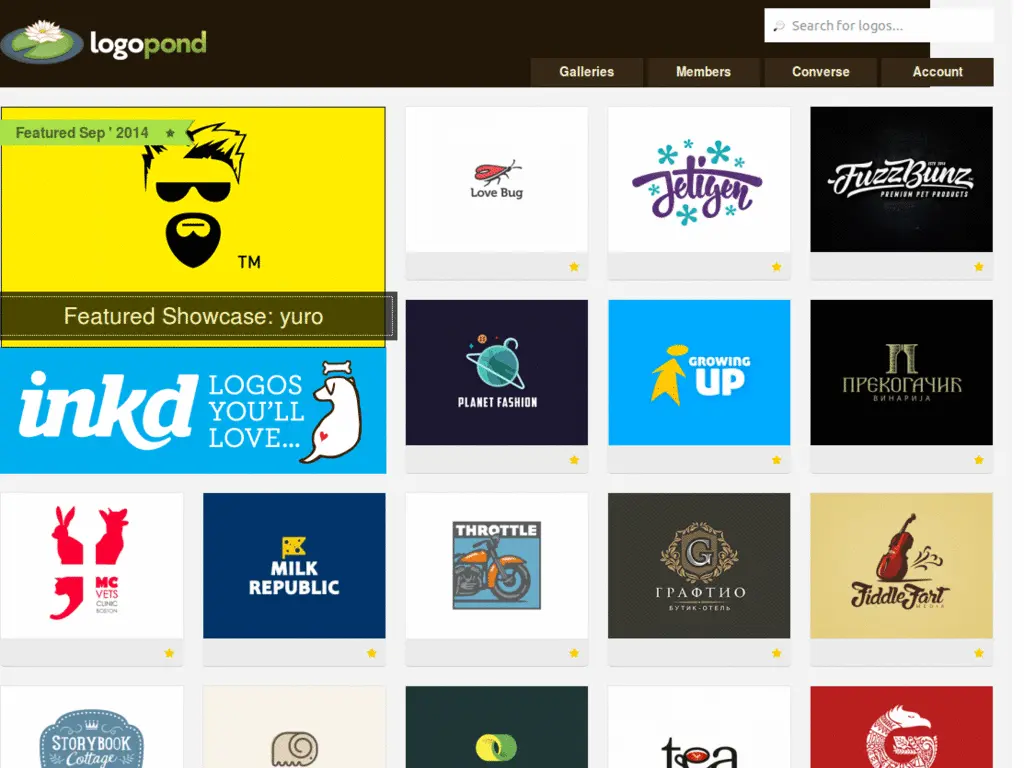 logopond
Search for logos...
Galleries
Members
Converse
Account
Featured Sep ' 2014
TM
Featured Showcase: yuro
Love Bug
Jetigen
FuzzBunz
PREMIUM PET PRODUCTS
inkd
LOGOS
YOU'LL
LOVE...
PLANET FASHION
GROWING
UP
П
ПРЕКОГАЧИЋ
ВИНАРИЈА
MC
VETS
CLINIC
BOSTON
MILK
REPUBLIC
THROTTLE
G
ГРАФТИО
БУТИК-ОТЕЛЬ
FiddleFart
MEDIA
STORYBOOK
Cottage
tea